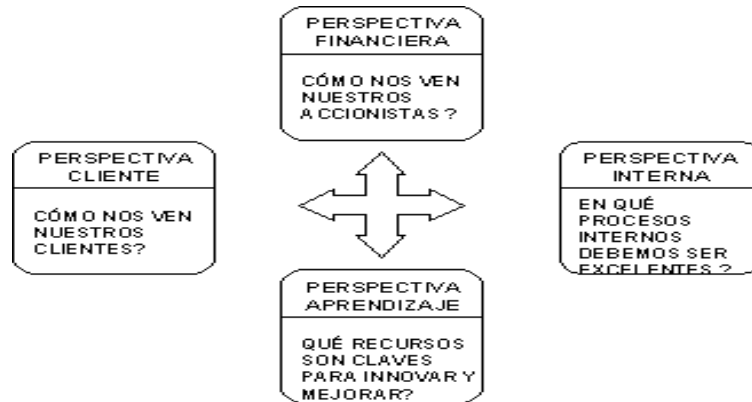 PERSPECTIVA
FINANCIERA
CÓMO NOS VEN
NUESTROS
ACCIONISTAS ?
PERSPECTIVA
CLIENTE
CÓMO NOS VEN
NUESTROS
CLIENTES?
PERSPECTIVA
INTERNA
EN QUÉ
PROCESOS
INTERNOS
DEBEMOS SER
EXCELENTES ?
PERSPECTIVA
APRENDIZAJE
QUÉ RECURSOS
SON CLAVES
PARA INNOVAR Y
MEJORAR?